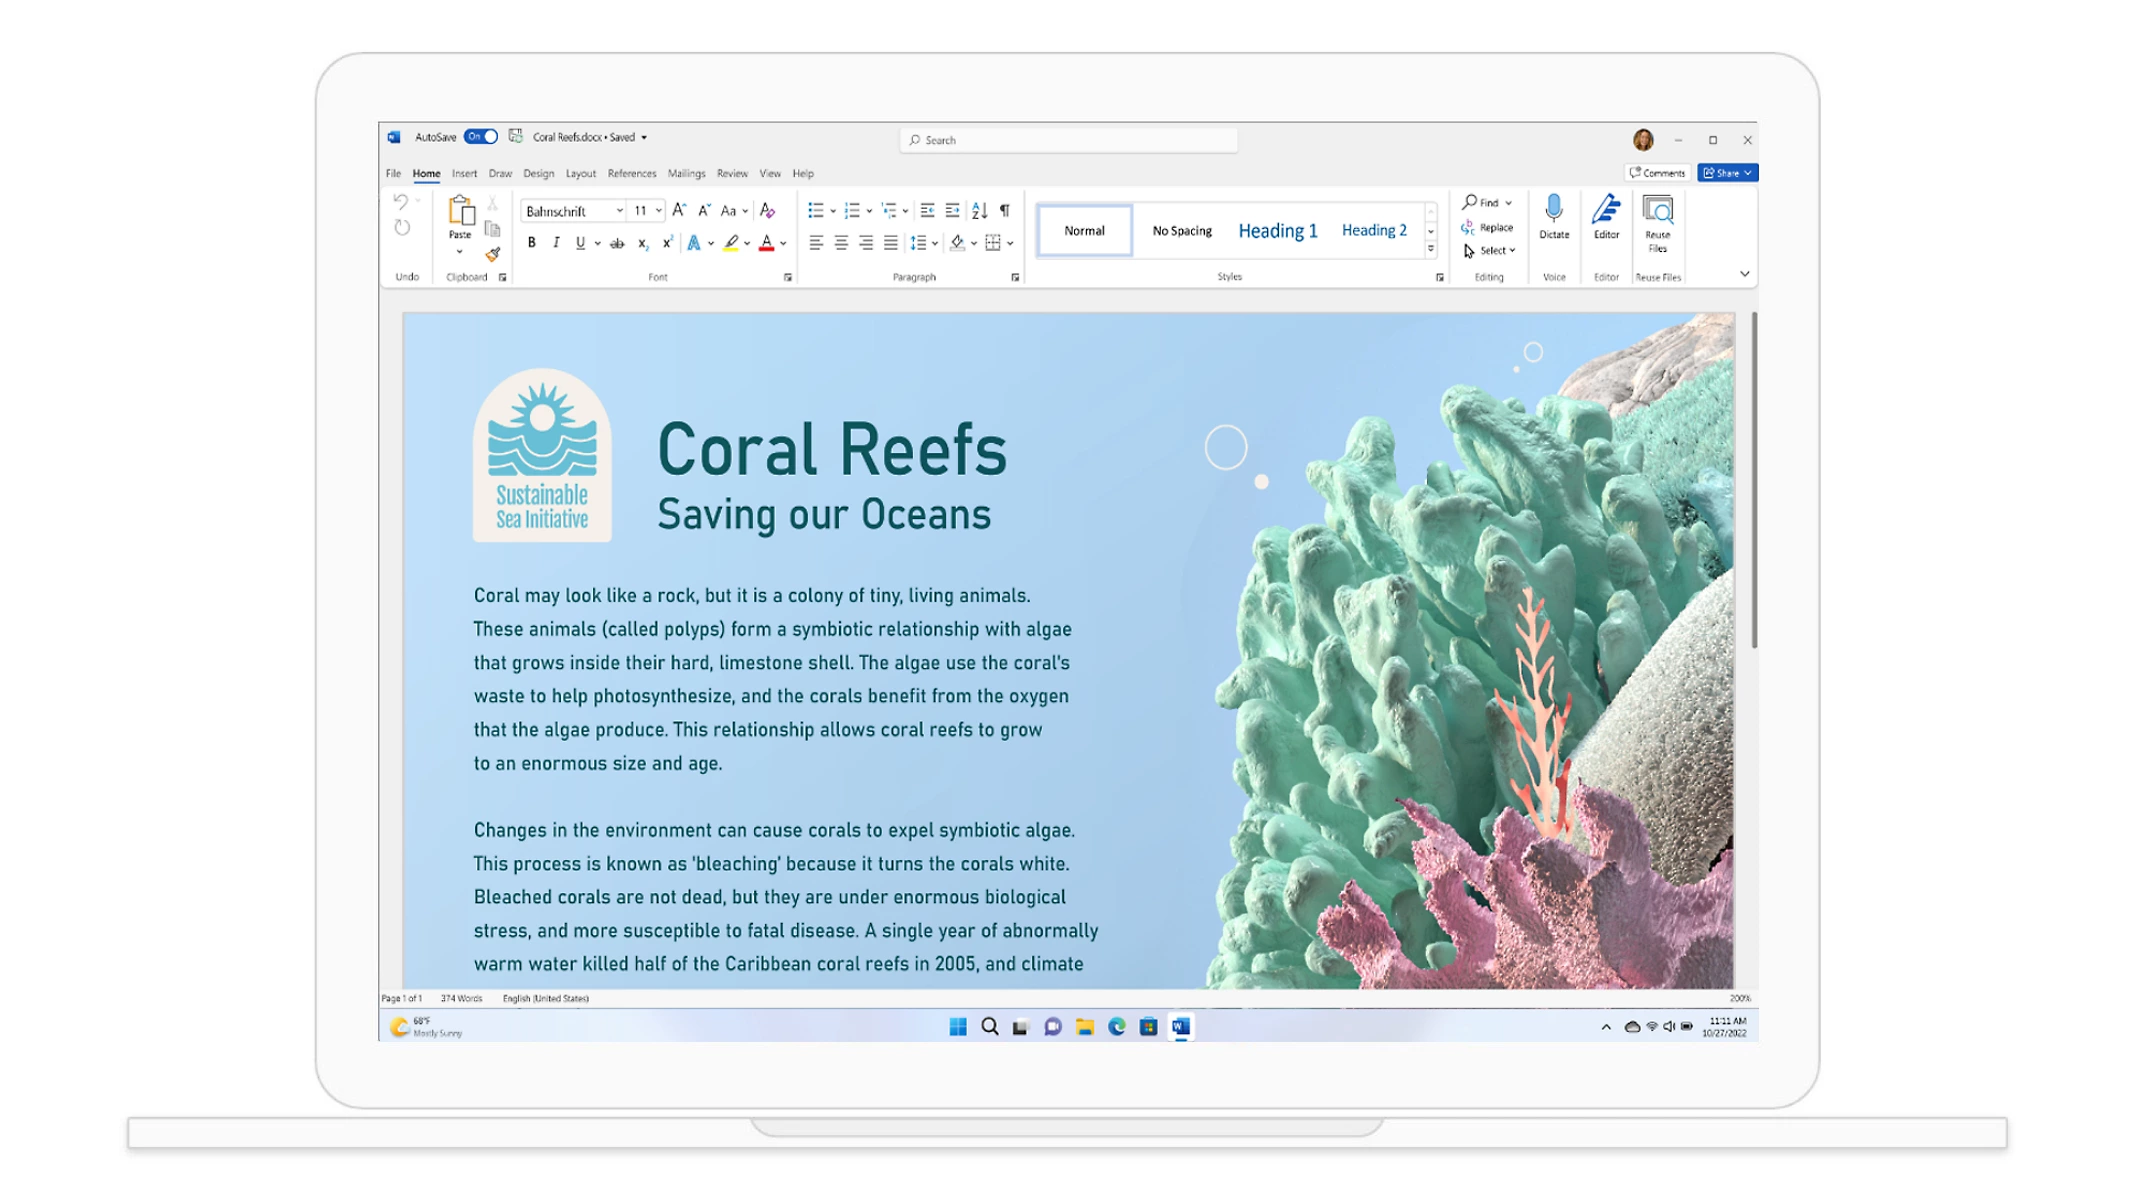 AutoSave On Coral Reefs.docx • Saved
Search
File Home Insert Draw Design Layout References Mailings Review View Help
Comments Share
Paste
Bahnschrift 11 Aa
B I U ab x2 x2 A A
Normal No Spacing Heading 1 Heading 2
Find
Replace
Select
Dictate
Editor
Reuse
Files
Undo Clipboard Font Paragraph Styles Editing Voice Editor Reuse Files
Sustainable
Sea Initiative
Coral Reefs
Saving our Oceans
Coral may look like a rock, but it is a colony of tiny, living animals.
These animals (called polyps) form a symbiotic relationship with algae
that grows inside their hard, limestone shell. The algae use the coral's
waste to help photosynthesize, and the corals benefit from the oxygen
that the algae produce. This relationship allows coral reefs to grow
to an enormous size and age.
Changes in the environment can cause corals to expel symbiotic algae.
This process is known as 'bleaching' because it turns the corals white.
Bleached corals are not dead, but they are under enormous biological
stress, and more susceptible to fatal disease. A single year of abnormally
warm water killed half of the Caribbean coral reefs in 2005, and climate
Page 1 of 1 374 Words English (United States) 200%
68°F
Mostly Sunny
11:11 AM
10/27/2022